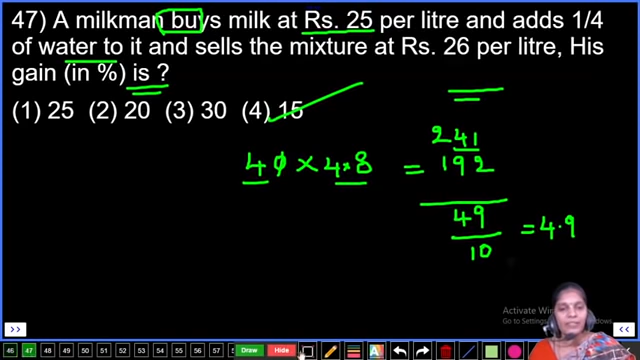 47) A milkman buys milk at Rs. 25 per litre and adds 1/4
of water to it and sells the mixture at Rs. 26 per litre, His
gain (in %) is ?
(1) 25 (2) 20 (3) 30 (4) 15
241
40 × 4.8 = 192
49
10
= 4.9
Activate Windows
Go to Settings to
>> 46 47 48 49 50 51 52 53 54 55 56 57 58 Draw Hide A <<